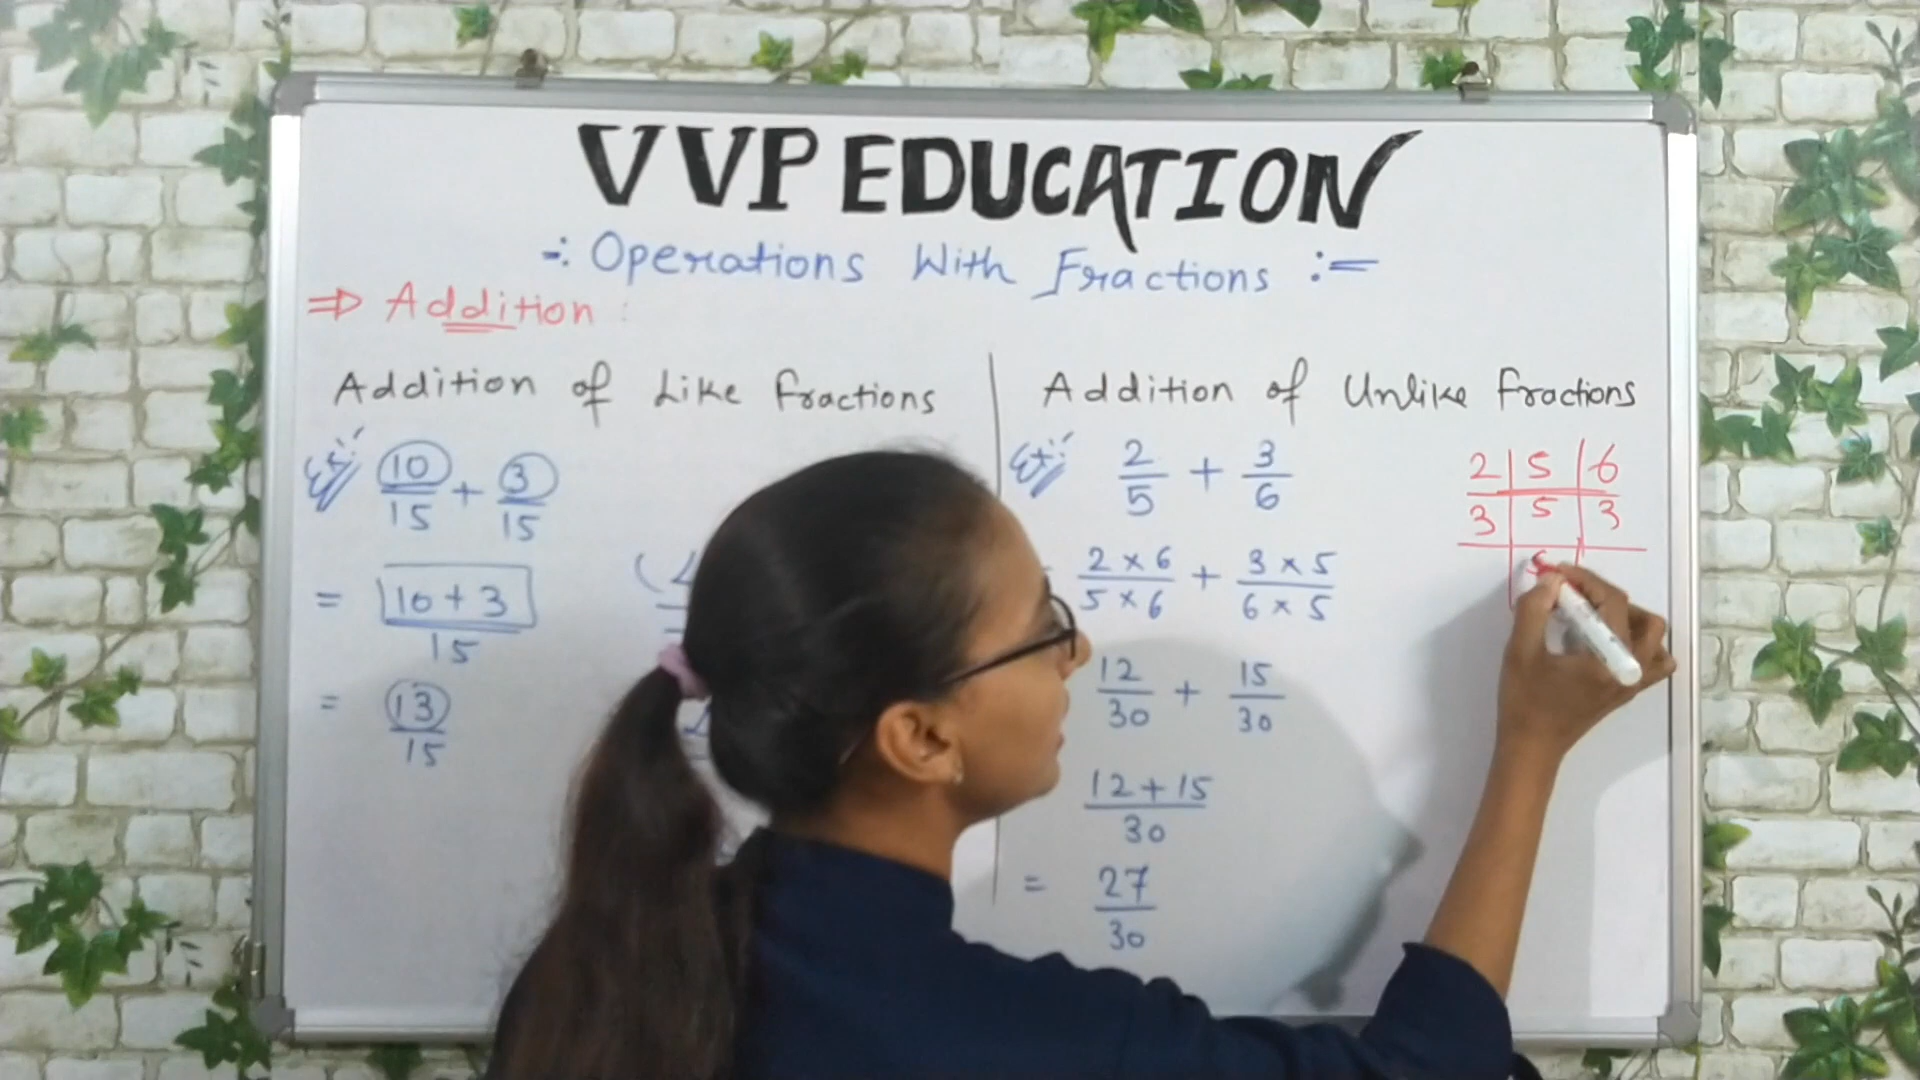 VVP EDUCATION
-: Operations With Fractions :-
⇒ Addition :
Addition of Like fractions
Ex:- 10/15 + 3/15
= 10 + 3/15
= 13/15
Addition of Unlike fractions
Ex:- 2/5 + 3/6
2 × 6/5 × 6 + 3 × 5/6 × 5
12/30 + 15/30
12 + 15/30
= 27/30
2 | 5 | 6
3 | 5 | 3
5